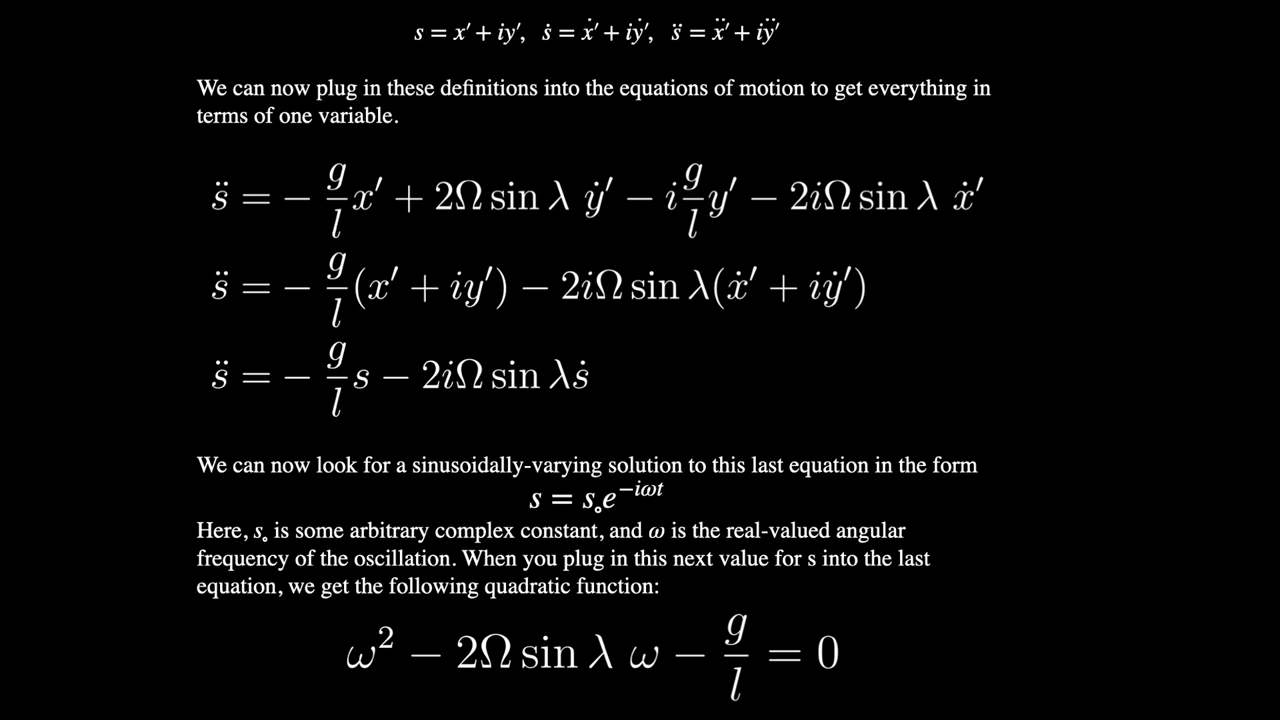 s = x′ + iy′, ṡ = ẋ′ + iẏ′, s̈ = ẍ′ + iÿ′
We can now plug in these definitions into the equations of motion to get everything in
terms of one variable.
s̈ = − g/l x′ + 2Ω sin λ ẏ′ − i g/l y′ − 2iΩ sin λ ẋ′
s̈ = − g/l (x′ + iy′) − 2iΩ sin λ(ẋ′ + iẏ′)
s̈ = − g/l s − 2iΩ sin λṡ
We can now look for a sinusoidally-varying solution to this last equation in the form
s = s∘e^{−iωt}
Here, s∘ is some arbitrary complex constant, and ω is the real-valued angular
frequency of the oscillation. When you plug in this next value for s into the last
equation, we get the following quadratic function:
ω² − 2Ω sin λ ω − g/l = 0